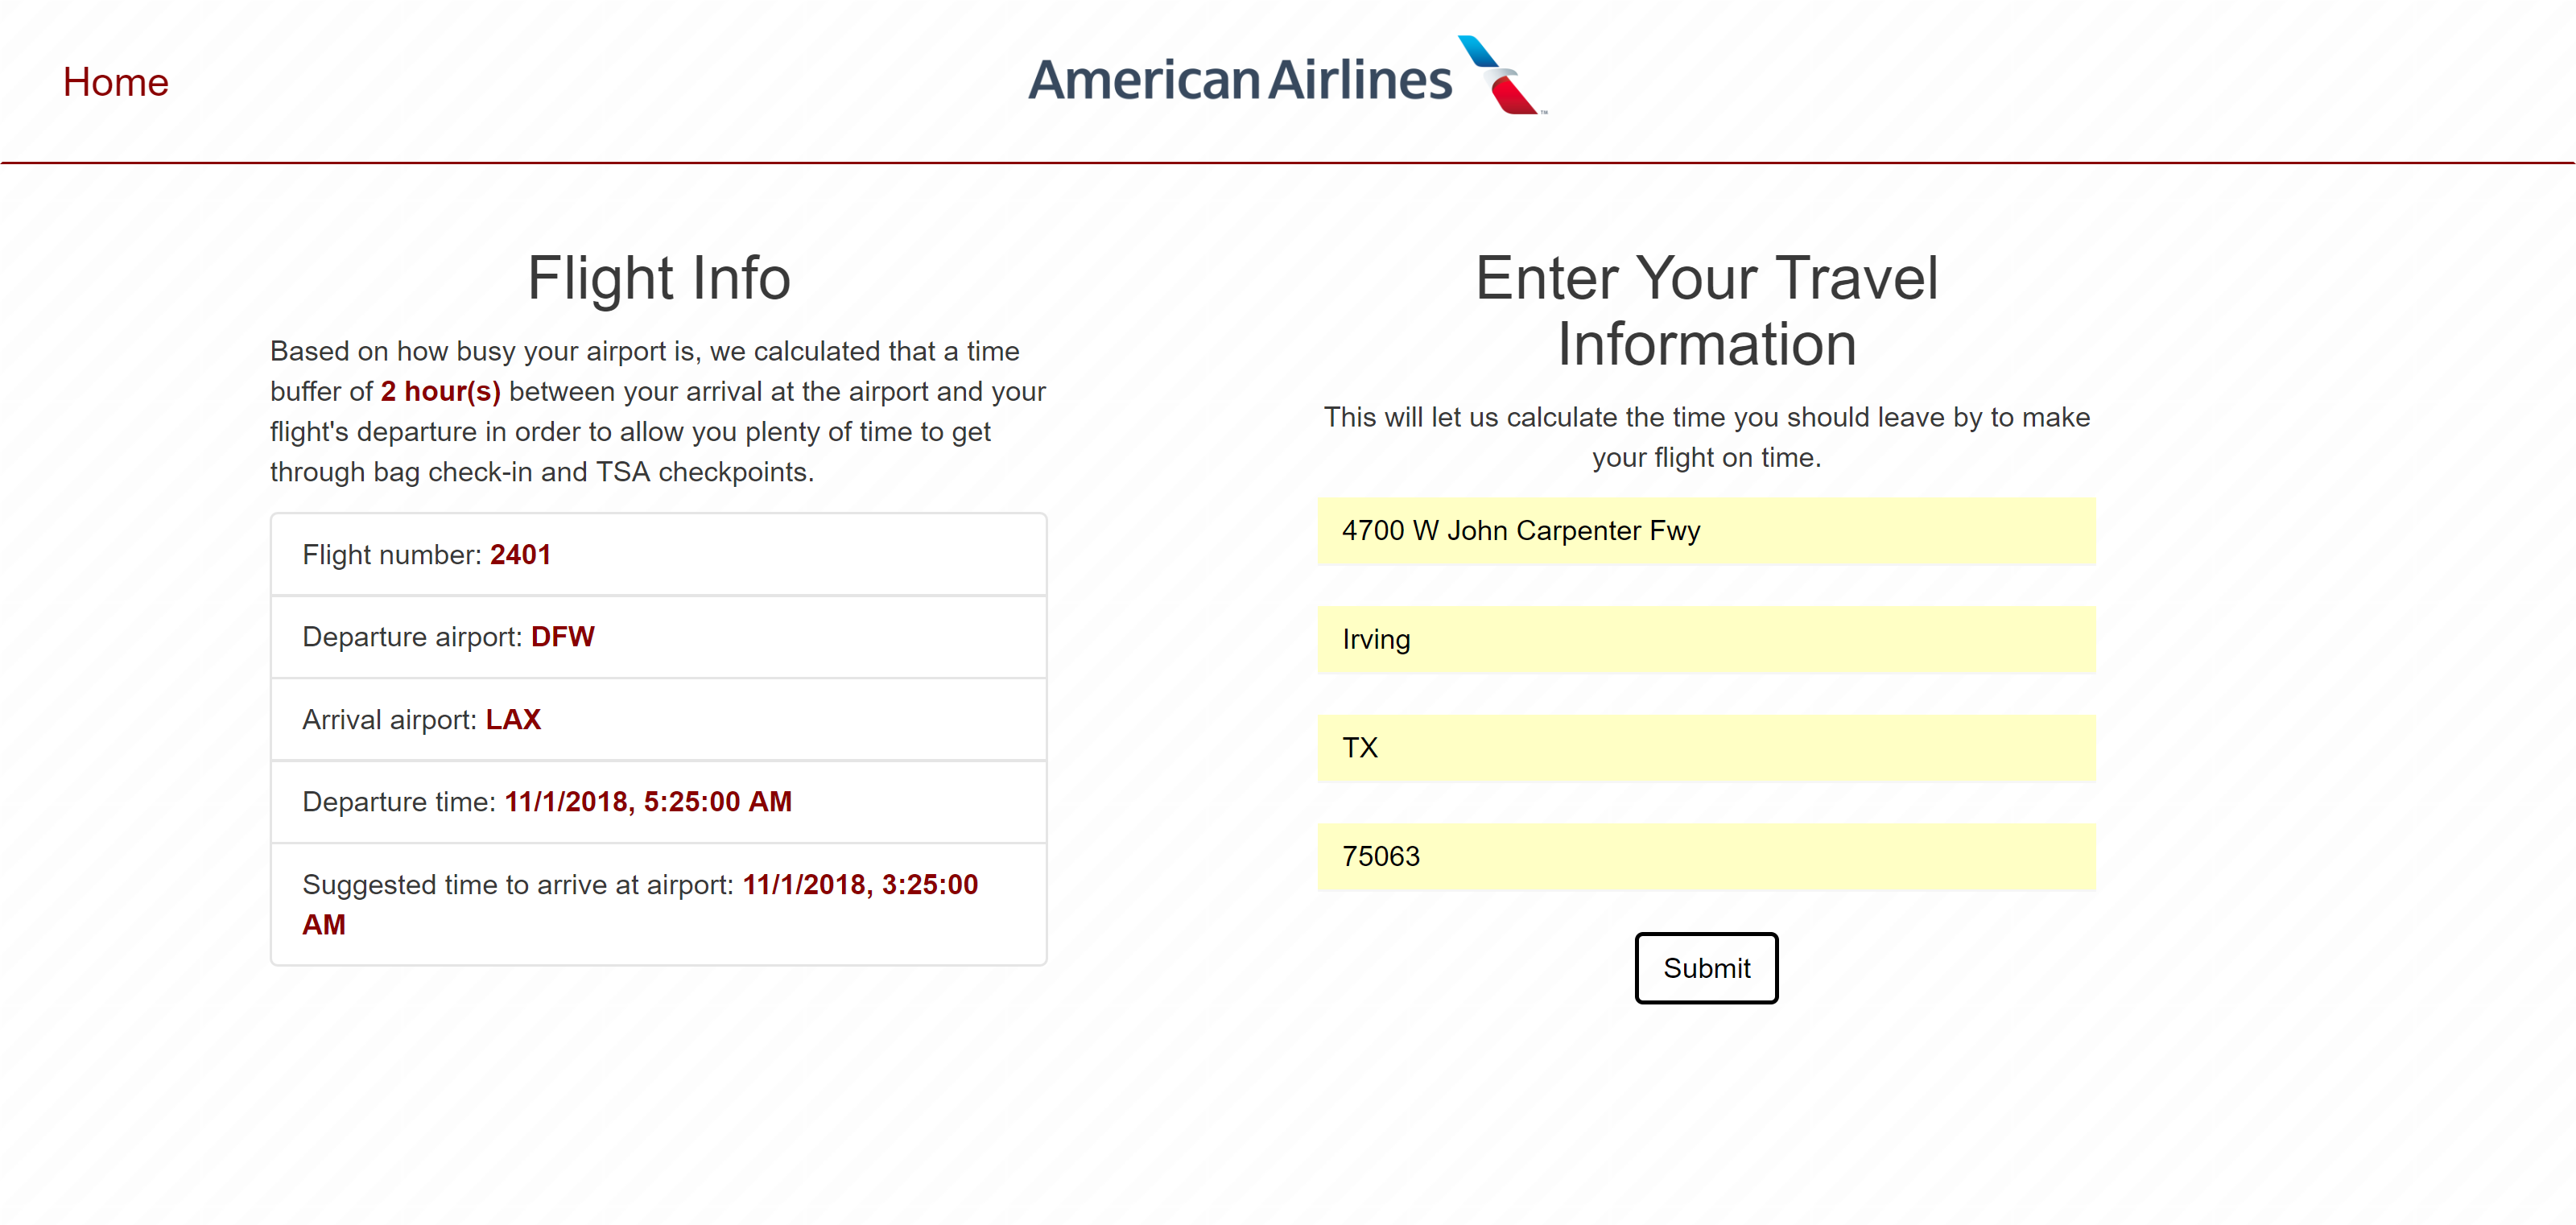 Home
American Airlines
™
Flight Info
Based on how busy your airport is, we calculated that a time
buffer of 2 hour(s) between your arrival at the airport and your
flight's departure in order to allow you plenty of time to get
through bag check-in and TSA checkpoints.
Flight number: 2401
Departure airport: DFW
Arrival airport: LAX
Departure time: 11/1/2018, 5:25:00 AM
Suggested time to arrive at airport: 11/1/2018, 3:25:00
AM
Enter Your Travel
Information
This will let us calculate the time you should leave by to make
your flight on time.
4700 W John Carpenter Fwy
Irving
TX
75063
Submit